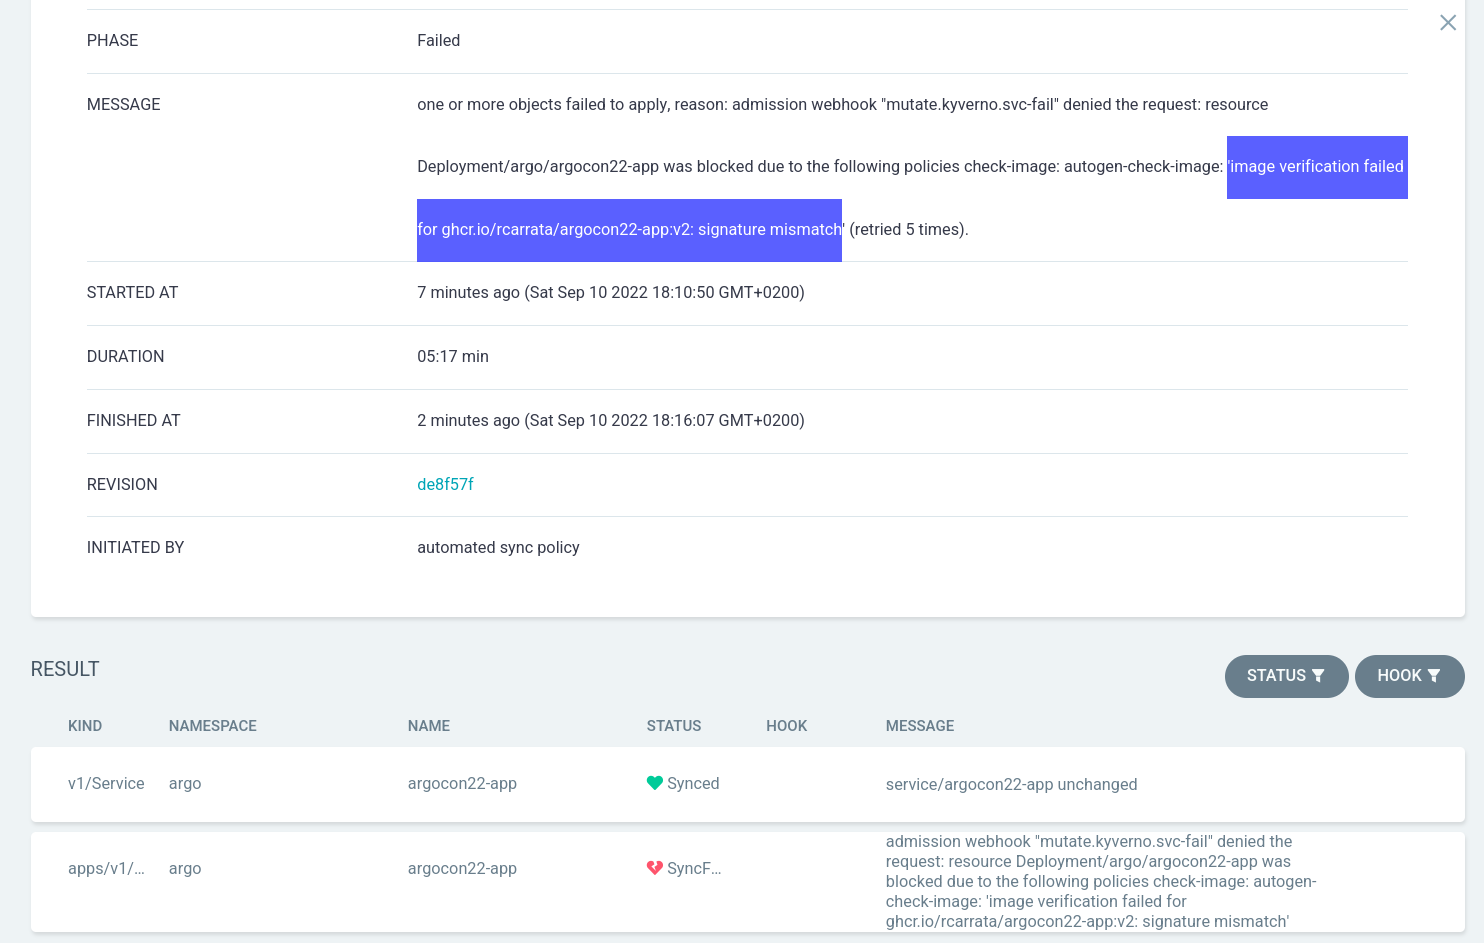 PHASE Failed
MESSAGE one or more objects failed to apply, reason: admission webhook "mutate.kyverno.svc-fail" denied the request: resource
Deployment/argo/argocon22-app was blocked due to the following policies check-image: autogen-check-image: 'image verification failed
for ghcr.io/rcarrata/argocon22-app:v2: signature mismatch' (retried 5 times).
STARTED AT 7 minutes ago (Sat Sep 10 2022 18:10:50 GMT+0200)
DURATION 05:17 min
FINISHED AT 2 minutes ago (Sat Sep 10 2022 18:16:07 GMT+0200)
REVISION de8f57f
INITIATED BY automated sync policy
RESULT STATUS HOOK
KIND NAMESPACE NAME STATUS HOOK MESSAGE
v1/Service argo argocon22-app Synced service/argocon22-app unchanged
apps/v1/... argo argocon22-app SyncF...
admission webhook "mutate.kyverno.svc-fail" denied the
request: resource Deployment/argo/argocon22-app was
blocked due to the following policies check-image: autogen-
check-image: 'image verification failed for
ghcr.io/rcarrata/argocon22-app:v2: signature mismatch'